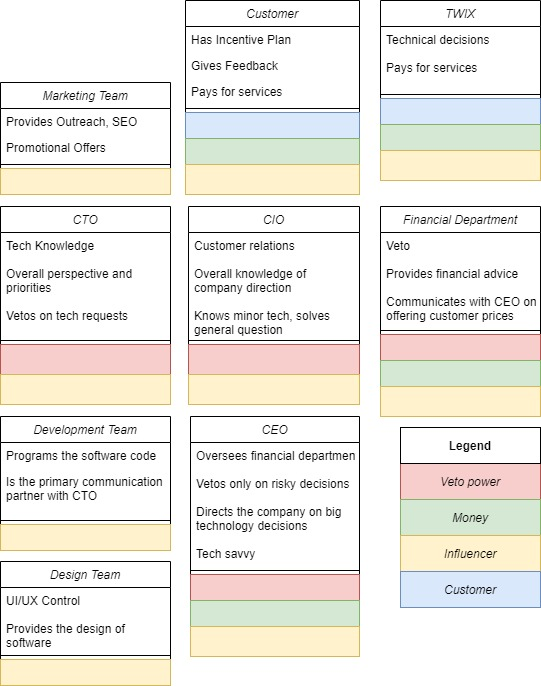 Customer
Has Incentive Plan
Gives Feedback
Pays for services
TWIX
Technical decisions
Pays for services
Marketing Team
Provides Outreach, SEO
Promotional Offers
CTO
Tech Knowledge
Overall perspective and
priorities
Vetos on tech requests
CIO
Customer relations
Overall knowledge of
company direction
Knows minor tech, solves
general question
Financial Department
Veto
Provides financial advice
Communicates with CEO on
offering customer prices
Development Team
Programs the software code
Is the primary communication
partner with CTO
CEO
Oversees financial departmen
Vetos only on risky decisions
Directs the company on big
technology decisions
Tech savvy
Legend
Veto power
Money
Influencer
Customer
Design Team
UI/UX Control
Provides the design of
software